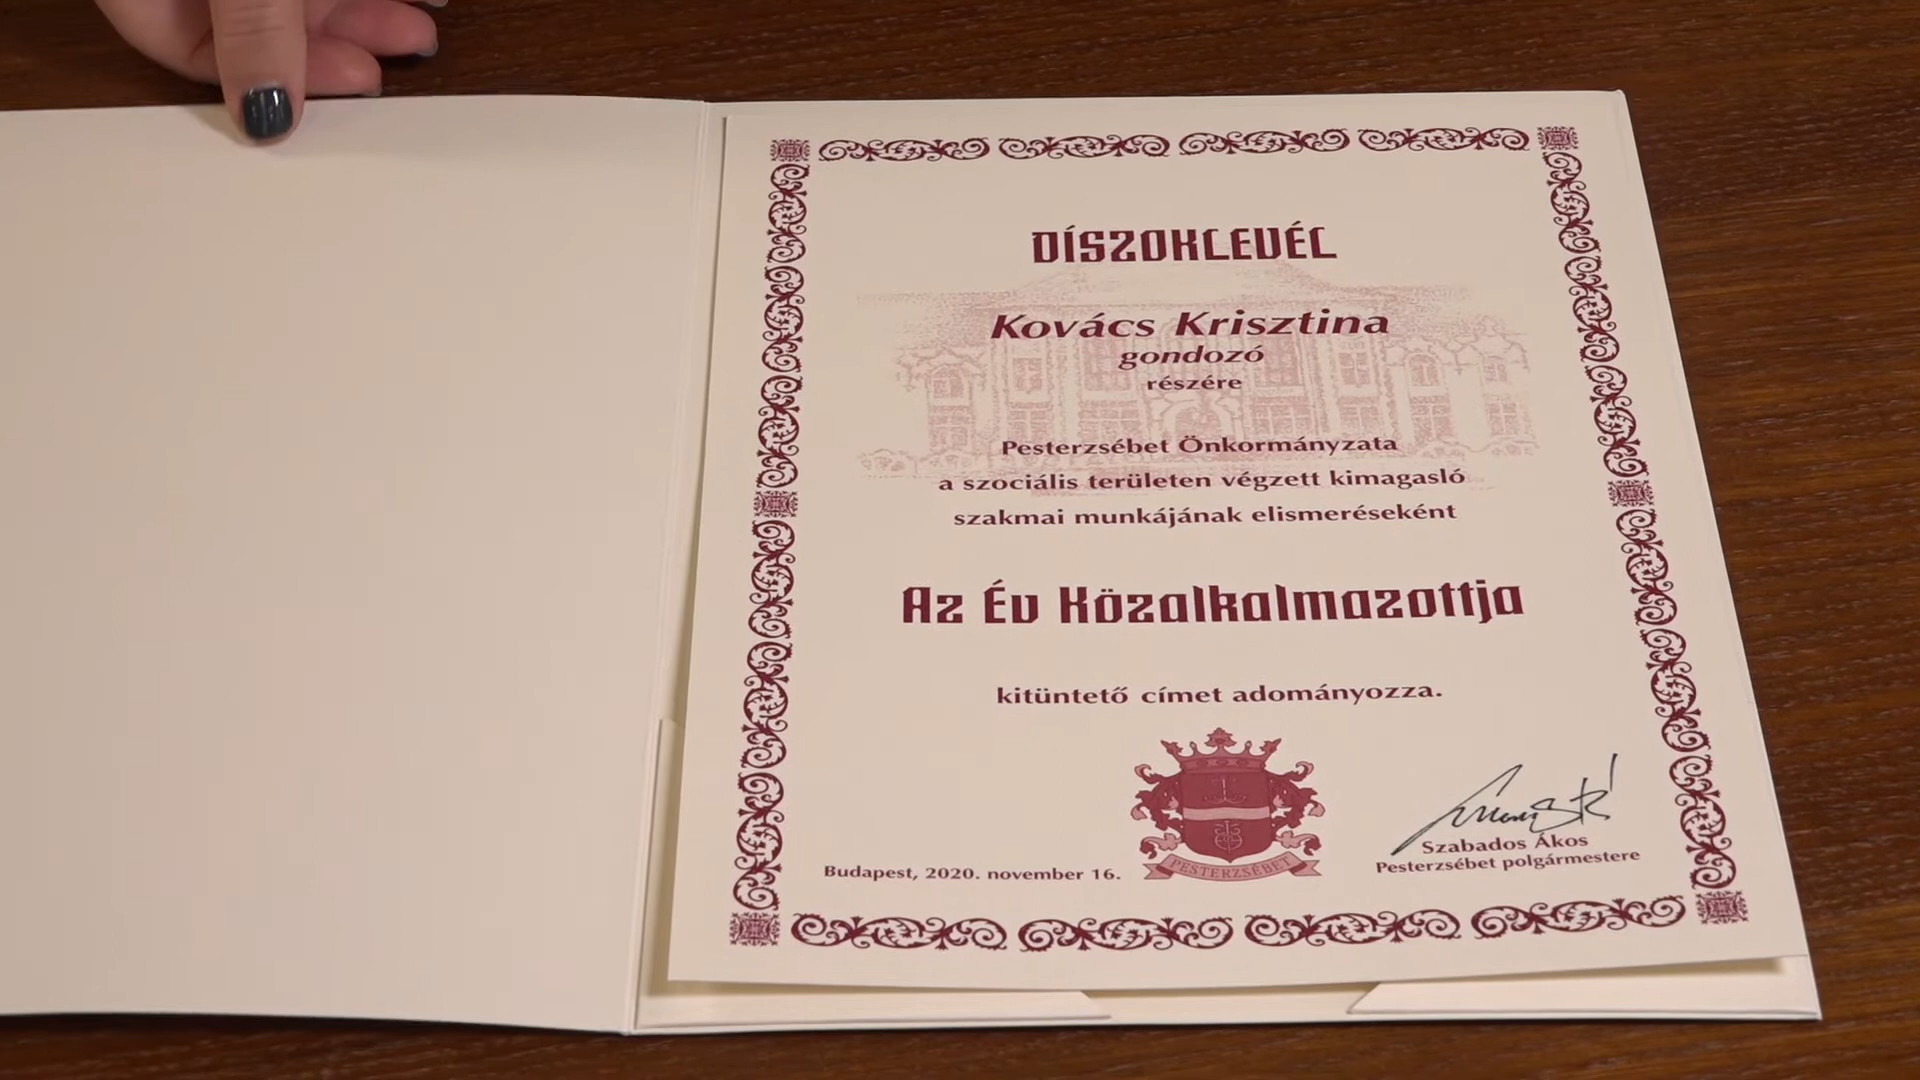 DÍSZOKLEVÉL
Kovács Krisztina
gondozó
részére
Pesterzsébet Önkormányzata
a szociális területen végzett kimagasló
szakmai munkájának elismeréseként
Az Év Közalkalmazottja
kitüntető címet adományozza.
PESTERZSÉBET
Budapest, 2020. november 16.
Szabados Ákos
Pesterzsébet polgármestere